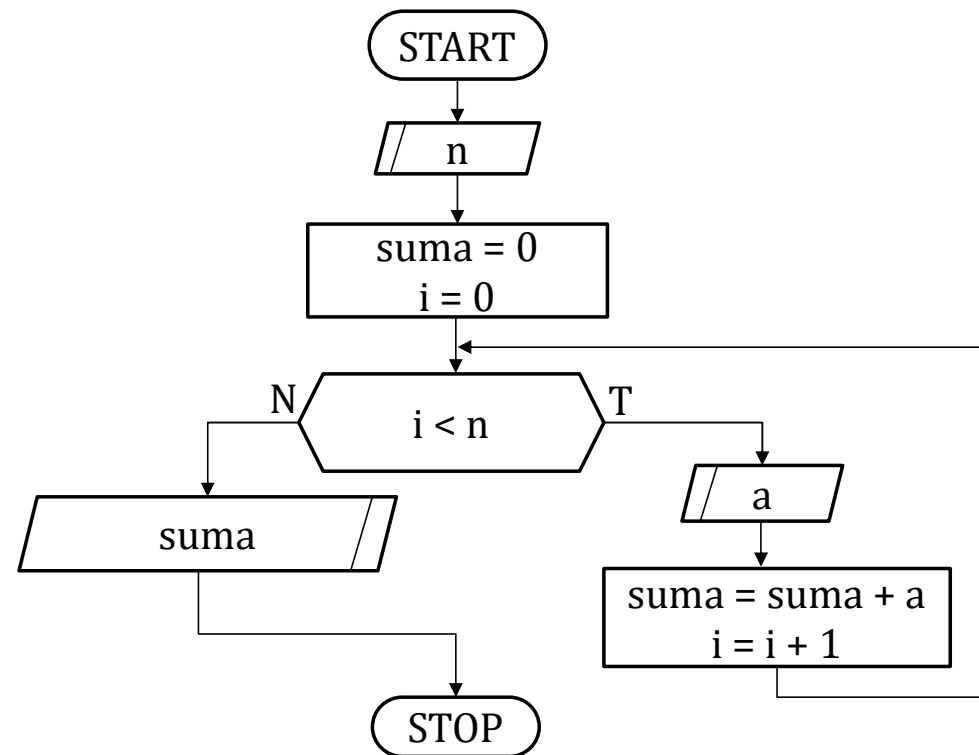 START
n
suma = 0
i = 0
N
i < n
T
suma
a
suma = suma + a
i = i + 1
STOP